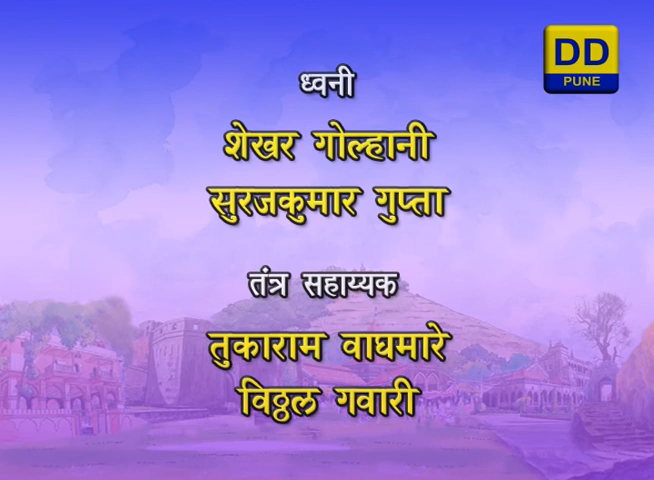 DD
PUNE
ध्वनी
शेखर गोल्हानी
सुरजकुमार गुप्ता
तंत्र सहाय्यक
तुकाराम वाघमारे
विठ्ठल गवारी